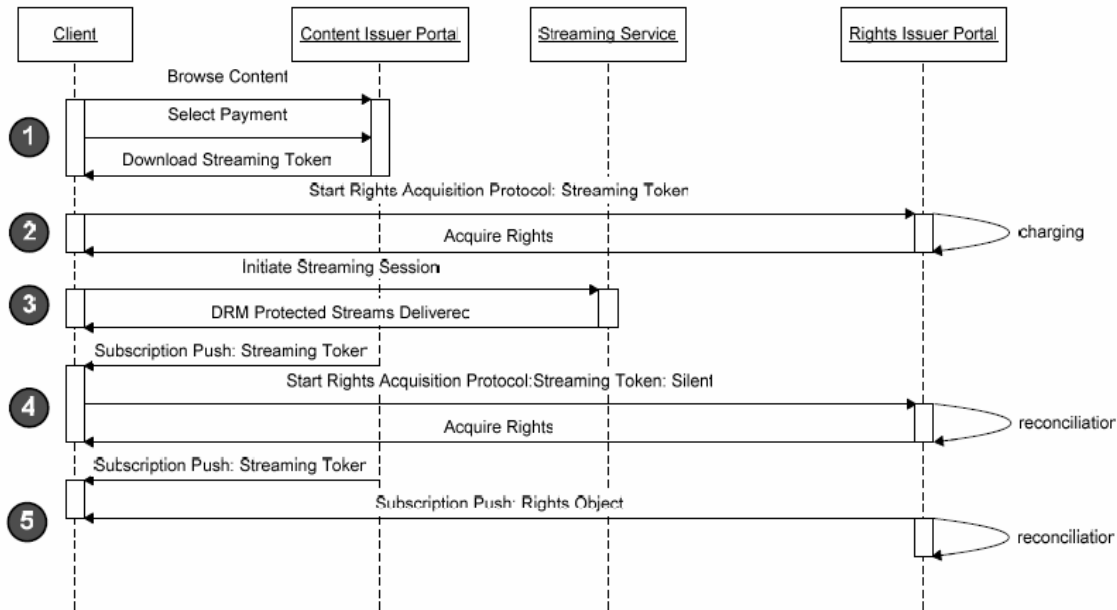 Client
Content Issuer Portal
Streaming Service
Rights Issuer Portal
Browse Content
1
Select Payment
Download Streaming Token
Start Rights Acquisition Protocol: Streaming Token
2
Acquire Rights
charging
Initiate Streaming Session
3
DRM Protected Streams Delivered
Subscription Push: Streaming Token
Start Rights Acquisition Protocol:Streaming Token: Silent
4
Acquire Rights
reconciliation
Subscription Push: Streaming Token
Subscription Push: Rights Object
5
reconciliation